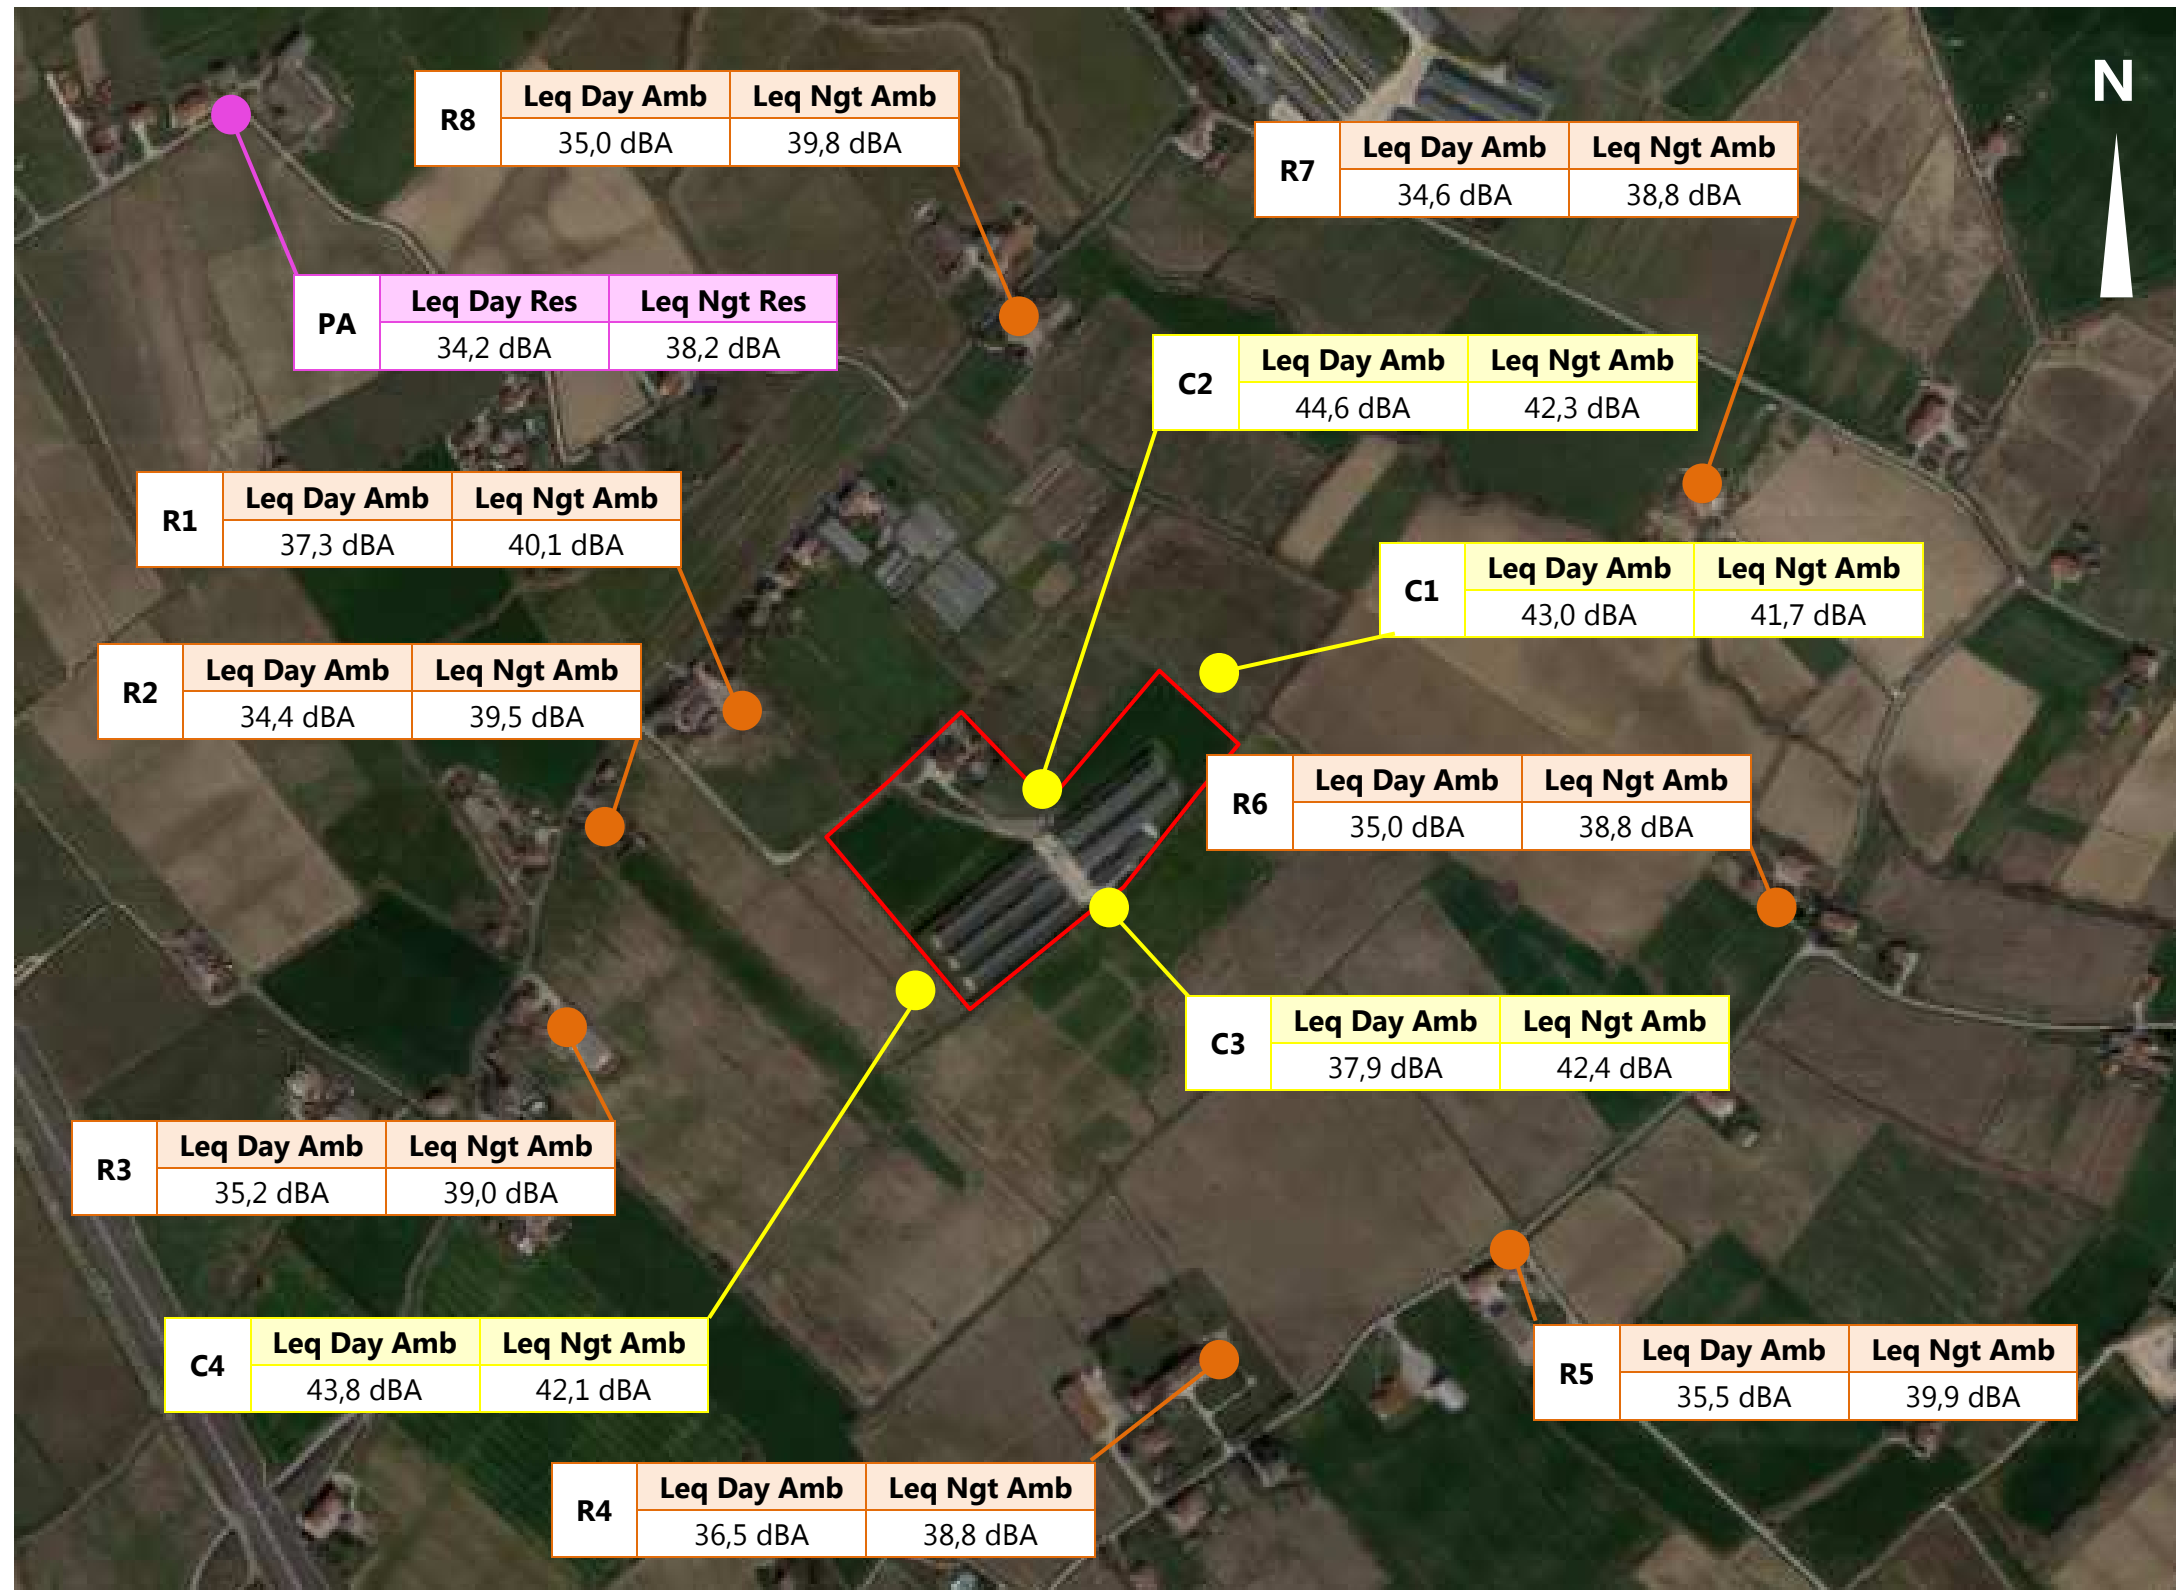 N
R8
Leq Day Amb Leq Ngt Amb
35,0 dBA 39,8 dBA
R7
Leq Day Amb Leq Ngt Amb
34,6 dBA 38,8 dBA
PA
Leq Day Res Leq Ngt Res
34,2 dBA 38,2 dBA
C2
Leq Day Amb Leq Ngt Amb
44,6 dBA 42,3 dBA
R1
Leq Day Amb Leq Ngt Amb
37,3 dBA 40,1 dBA
C1
Leq Day Amb Leq Ngt Amb
43,0 dBA 41,7 dBA
R2
Leq Day Amb Leq Ngt Amb
34,4 dBA 39,5 dBA
R6
Leq Day Amb Leq Ngt Amb
35,0 dBA 38,8 dBA
C3
Leq Day Amb Leq Ngt Amb
37,9 dBA 42,4 dBA
R3
Leq Day Amb Leq Ngt Amb
35,2 dBA 39,0 dBA
C4
Leq Day Amb Leq Ngt Amb
43,8 dBA 42,1 dBA
R5
Leq Day Amb Leq Ngt Amb
35,5 dBA 39,9 dBA
R4
Leq Day Amb Leq Ngt Amb
36,5 dBA 38,8 dBA